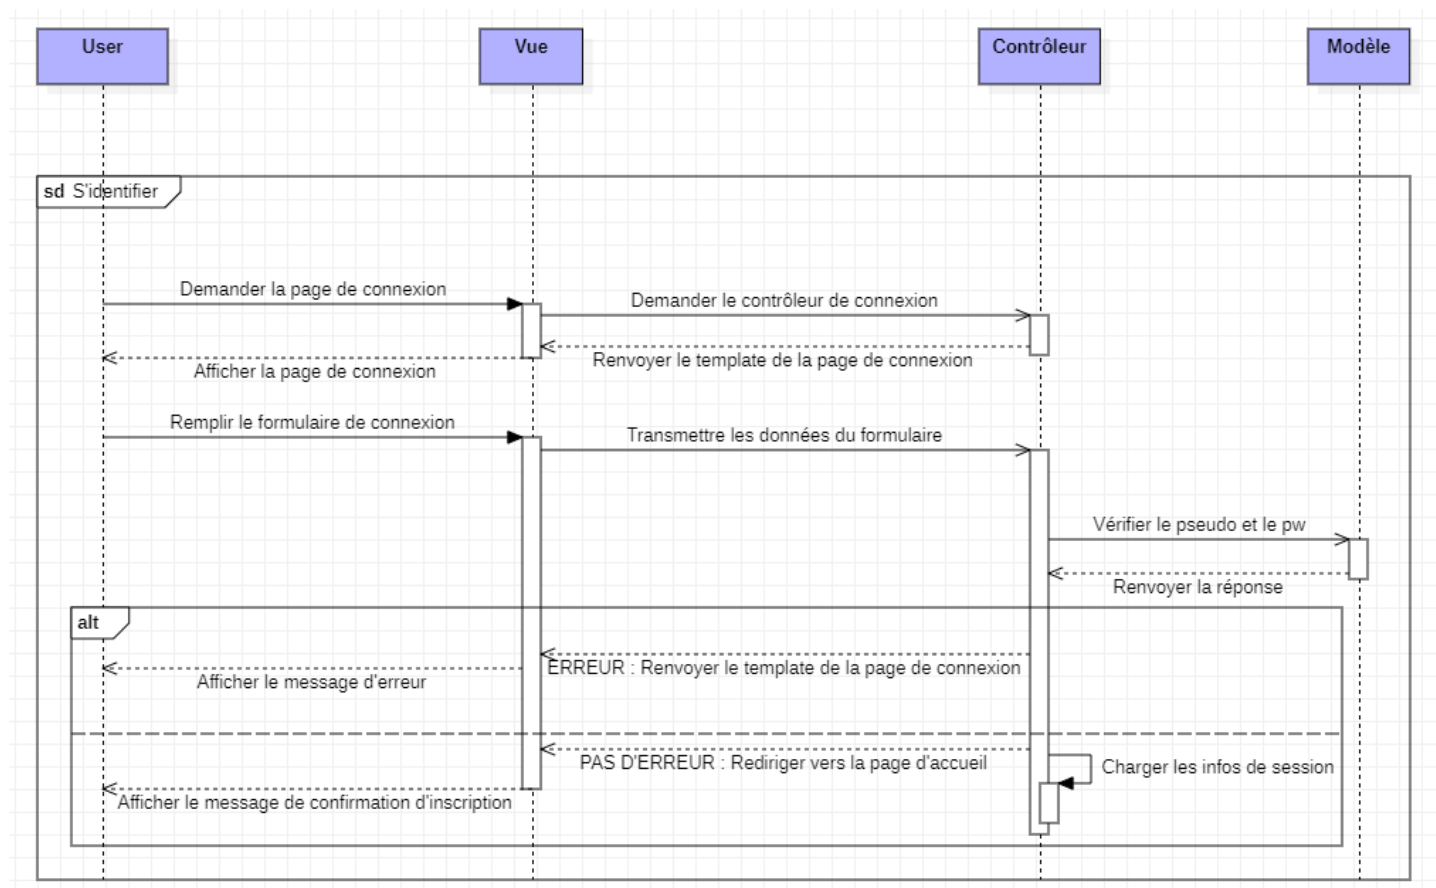 User
Vue
Contrôleur
Modèle
sd S'identifier
Demander la page de connexion
Demander le contrôleur de connexion
Renvoyer le template de la page de connexion
Afficher la page de connexion
Remplir le formulaire de connexion
Transmettre les données du formulaire
Vérifier le pseudo et le pw
Renvoyer la réponse
alt
ERREUR : Renvoyer le template de la page de connexion
Afficher le message d'erreur
PAS D'ERREUR : Rediriger vers la page d'accueil
Charger les infos de session
Afficher le message de confirmation d'inscription